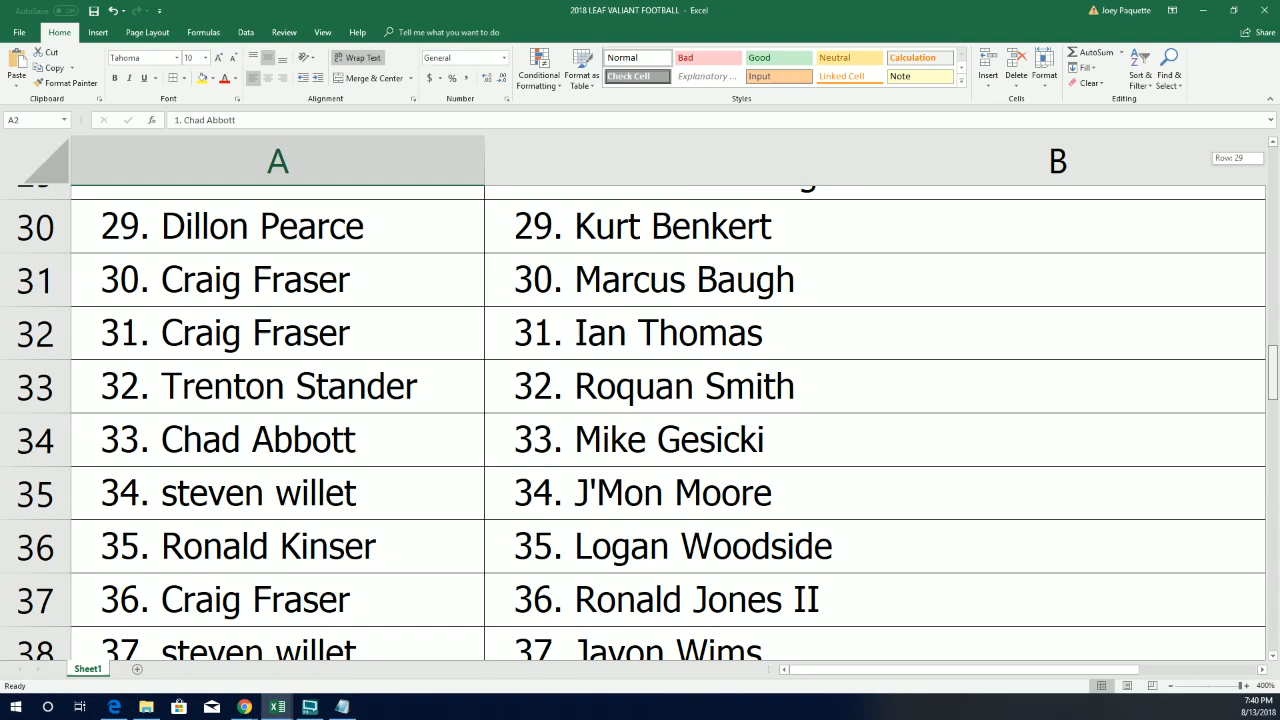 AutoSave Off
2018 LEAF VALIANT FOOTBALL - Excel
Joey Paquette
File Home Insert Page Layout Formulas Data Review View Help Tell me what you want to do Share
Paste Cut
Copy
Format Painter
Tahoma 10 Wrap Text General
B I U A Merge & Center $ % ,
Conditional Formatting Format as Table
Normal Bad Good Neutral Calculation
Check Cell Explanatory ... Input Linked Cell Note
Insert Delete Format
AutoSum
Fill
Clear
Sort & Filter Find & Select
Clipboard Font Alignment Number Styles Cells Editing
A2 fx 1. Chad Abbott
A B
Row: 29
30 29. Dillon Pearce 29. Kurt Benkert
31 30. Craig Fraser 30. Marcus Baugh
32 31. Craig Fraser 31. Ian Thomas
33 32. Trenton Stander 32. Roquan Smith
34 33. Chad Abbott 33. Mike Gesicki
35 34. steven willet 34. J'Mon Moore
36 35. Ronald Kinser 35. Logan Woodside
37 36. Craig Fraser 36. Ronald Jones II
38 37. steven willet 37. Javon Wims
Sheet1
Ready 400%
7:40 PM
8/13/2018